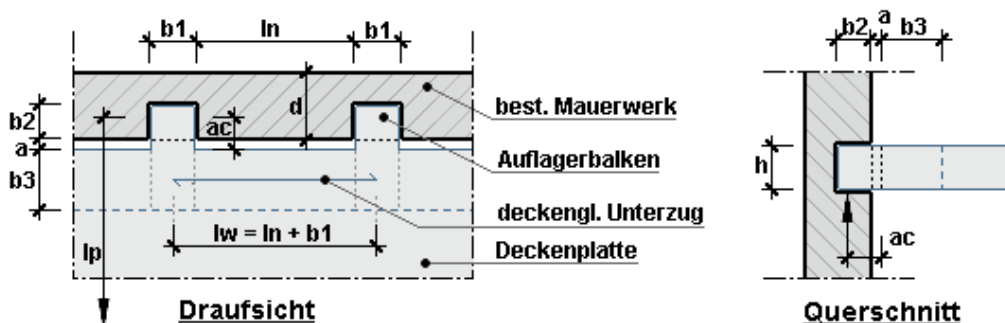 b1 ln b1
b2
a
b3
lp
d
ac
best. Mauerwerk
Auflagerbalken
deckengl. Unterzug
Deckenplatte
lw = ln + b1
Draufsicht
a
b2 b3
h
ac
Querschnitt